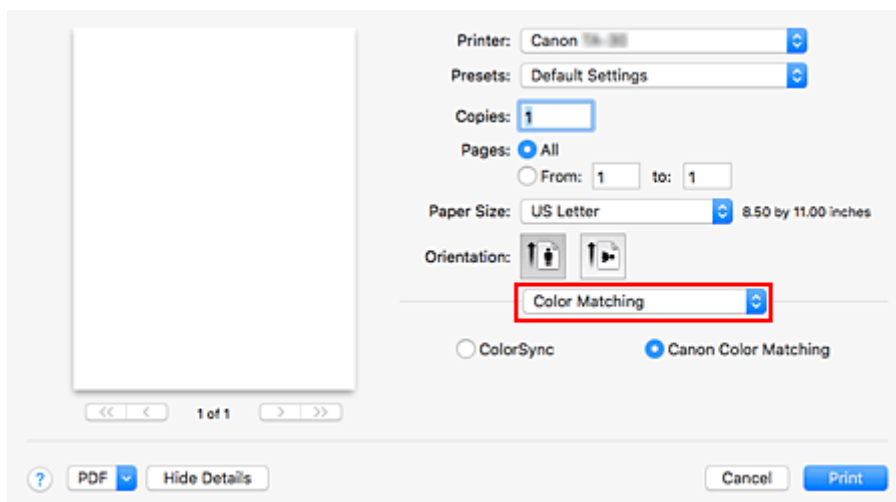 Printer: Canon
Presets: Default Settings
Copies: 1
Pages: All
From: 1 to: 1
Paper Size: US Letter 8.50 by 11.00 inches
Orientation:
Color Matching
ColorSync Canon Color Matching
<< < 1 of 1 > >>
? PDF Hide Details Cancel Print